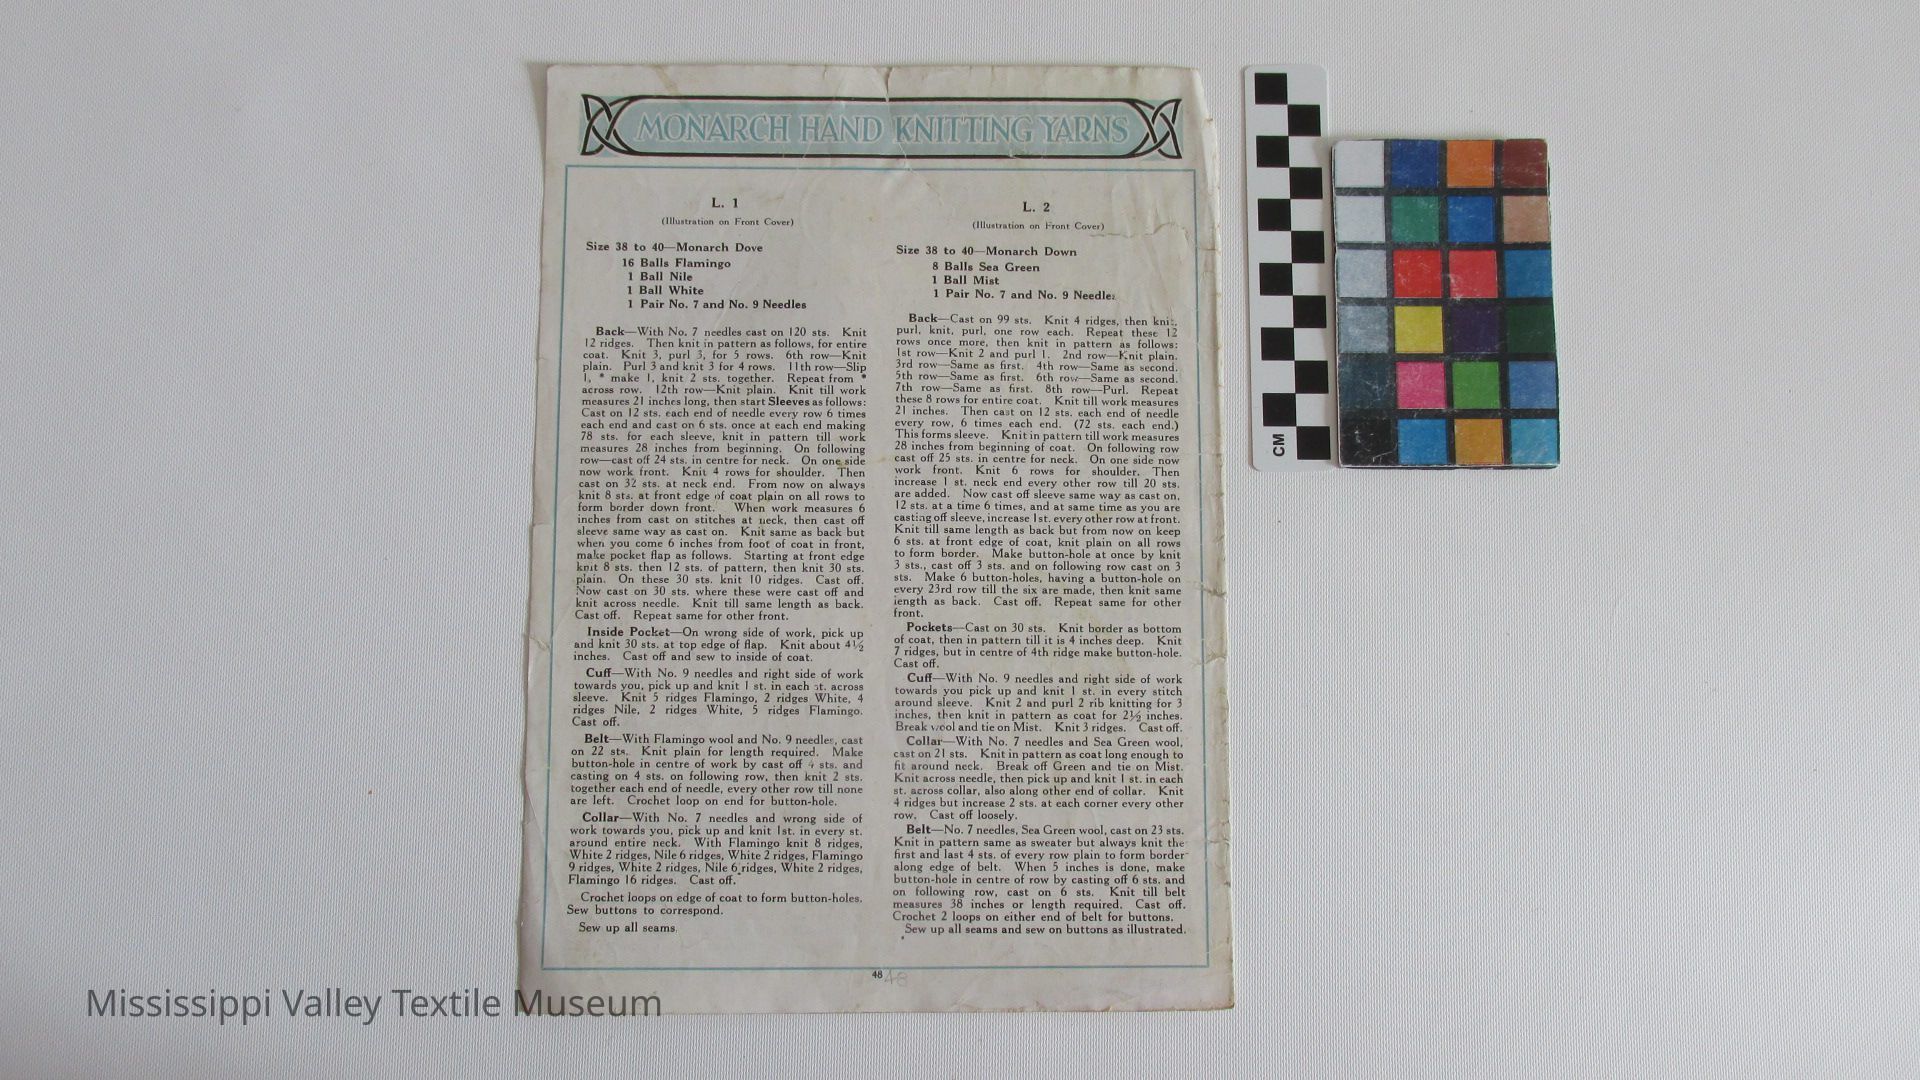 MONARCH HAND KNITTING YARNS
L. 1
(Illustration on Front Cover)
Size 38 to 40—Monarch Dove
16 Balls Flamingo
1 Ball Nile
1 Ball White
1 Pair No. 7 and No. 9 Needles
Back—With No. 7 needles cast on 120 sts. Knit
12 ridges. Then knit in pattern as follows, for entire
coat. Knit 3, purl 3, for 5 rows. 6th row—Knit
plain. Purl 3 and knit 3 for 4 rows. 11th row—Slip
1, * make 1, knit 2 sts. together. Repeat from *
across row. 12th row—Knit plain. Knit till work
measures 21 inches long, then start Sleeves as follows:
Cast on 12 sts. each end of needle every row 6 times
each end and cast on 6 sts. once at each end making
78 sts. for each sleeve, knit in pattern till work
measures 28 inches from beginning. On following
row—cast off 24 sts. in centre for neck. On one side
now work front. Knit 4 rows for shoulder. Then
cast on 32 sts. at neck end. From now on always
knit 8 sts. at front edge of coat plain on all rows to
form border down front. When work measures 6
inches from cast on stitches at neck, then cast off
sleeve same way as cast on. Knit same as back but
when you come 6 inches from foot of coat in front,
make pocket flap as follows. Starting at front edge
knit 8 sts. then 12 sts. of pattern, then knit 30 sts.
plain. On these 30 sts. knit 10 ridges. Cast off.
Now cast on 30 sts. where these were cast off and
knit across needle. Knit till same length as back.
Cast off. Repeat same for other front.
Inside Pocket—On wrong side of work, pick up
and knit 30 sts. at top edge of flap. Knit about 4½
inches. Cast off and sew to inside of coat.
Cuff—With No. 9 needles and right side of work
towards you, pick up and knit 1 st. in each st. across
sleeve. Knit 5 ridges Flamingo, 2 ridges White, 4
ridges Nile, 2 ridges White, 5 ridges Flamingo.
Cast off.
Belt—With Flamingo wool and No. 9 needles, cast
on 22 sts. Knit plain for length required. Make
button-hole in centre of work by cast off 4 sts. and
casting on 4 sts. on following row, then knit 2 sts.
together each end of needle, every other row till none
are left. Crochet loop on end for button-hole.
Collar—With No. 7 needles and wrong side of
work towards you, pick up and knit 1st. in every st.
around entire neck. With Flamingo knit 8 ridges,
White 2 ridges, Nile 6 ridges, White 2 ridges, Flamingo
9 ridges, White 2 ridges, Nile 6 ridges, White 2 ridges,
Flamingo 16 ridges. Cast off.
Crochet loops on edge of coat to form button-holes.
Sew buttons to correspond.
Sew up all seams.
L. 2
(Illustration on Front Cover)
Size 38 to 40—Monarch Down
8 Balls Sea Green
1 Ball Mist
1 Pair No. 7 and No. 9 Needles
Back—Cast on 99 sts. Knit 4 ridges, then knit,
purl, knit, purl, one row each. Repeat these 12
rows once more, then knit in pattern as follows:
1st row—Knit 2 and purl 1. 2nd row—Knit plain.
3rd row—Same as first. 4th row—Same as second.
5th row—Same as first. 6th row—Same as second.
7th row—Same as first. 8th row—Purl. Repeat
these 8 rows for entire coat. Knit till work measures
21 inches. Then cast on 12 sts. each end of needle
every row, 6 times each end. (72 sts. each end.)
This forms sleeve. Knit in pattern till work measures
28 inches from beginning of coat. On following row
cast off 25 sts. in centre for neck. On one side now
work front. Knit 6 rows for shoulder. Then
increase 1 st. neck end every other row till 20 sts.
are added. Now cast off sleeve same way as cast on,
12 sts. at a time 6 times, and at same time as you are
casting off sleeve, increase 1st. every other row at front.
Knit till same length as back but from now on keep
6 sts. at front edge of coat, knit plain on all rows
to form border. Make button-hole at once by knit
3 sts., cast off 3 sts. and on following row cast on 3
sts. Make 6 button-holes, having a button-hole on
every 23rd row till the six are made, then knit same
length as back. Cast off. Repeat same for other
front.
Pockets—Cast on 30 sts. Knit border as bottom
of coat, then in pattern till it is 4 inches deep. Knit
7 ridges, but in centre of 4th ridge make button-hole.
Cast off.
Cuff—With No. 9 needles and right side of work
towards you pick up and knit 1 st. in every stitch
around sleeve. Knit 2 and purl 2 rib knitting for 3
inches, then knit in pattern as coat for 2½ inches.
Break wool and tie on Mist. Knit 3 ridges. Cast off.
Collar—With No. 7 needles and Sea Green wool,
cast on 21 sts. Knit in pattern as coat long enough to
fit around neck. Break off Green and tie on Mist.
Knit across needle, then pick up and knit 1 st. in each
st. across collar, also along other end of collar. Knit
4 ridges but increase 2 sts. at each corner every other
row. Cast off loosely.
Belt—No. 7 needles, Sea Green wool, cast on 23 sts.
Knit in pattern same as sweater but always knit the
first and last 4 sts. of every row plain to form border
along edge of belt. When 5 inches is done, make
button-hole in centre of row by casting off 6 sts. and
on following row, cast on 6 sts. Knit till belt
measures 38 inches or length required. Cast off.
Crochet 2 loops on either end of belt for buttons.
Sew up all seams and sew on buttons as illustrated.
48 48
CM
Mississippi Valley Textile Museum